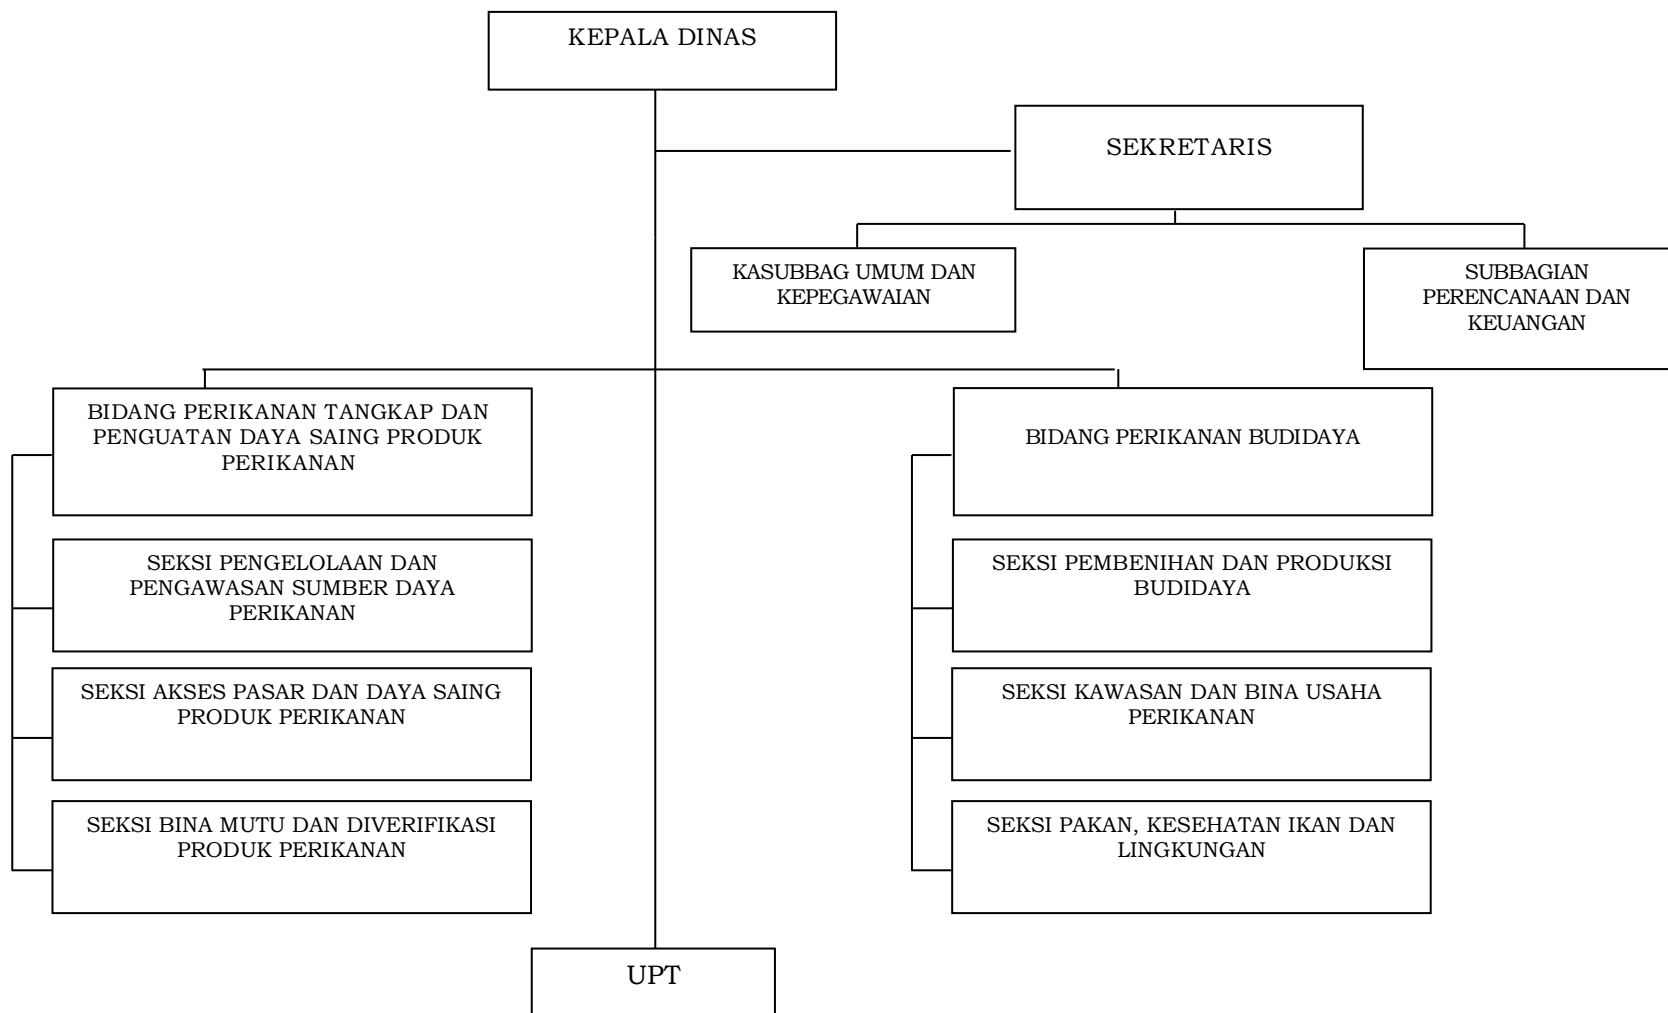 KEPALA DINAS
SEKRETARIS
KASUBBAG UMUM DAN
KEPEGAWAIAN
SUBBAGIAN
PERENCANAAN DAN
KEUANGAN
BIDANG PERIKANAN TANGKAP DAN
PENGUATAN DAYA SAING PRODUK
PERIKANAN
SEKSI PENGELOLAAN DAN
PENGAWASAN SUMBER DAYA
PERIKANAN
SEKSI AKSES PASAR DAN DAYA SAING
PRODUK PERIKANAN
SEKSI BINA MUTU DAN DIVERIFIKASI
PRODUK PERIKANAN
BIDANG PERIKANAN BUDIDAYA
SEKSI PEMBENIHAN DAN PRODUKSI
BUDIDAYA
SEKSI KAWASAN DAN BINA USAHA
PERIKANAN
SEKSI PAKAN, KESEHATAN IKAN DAN
LINGKUNGAN
UPT